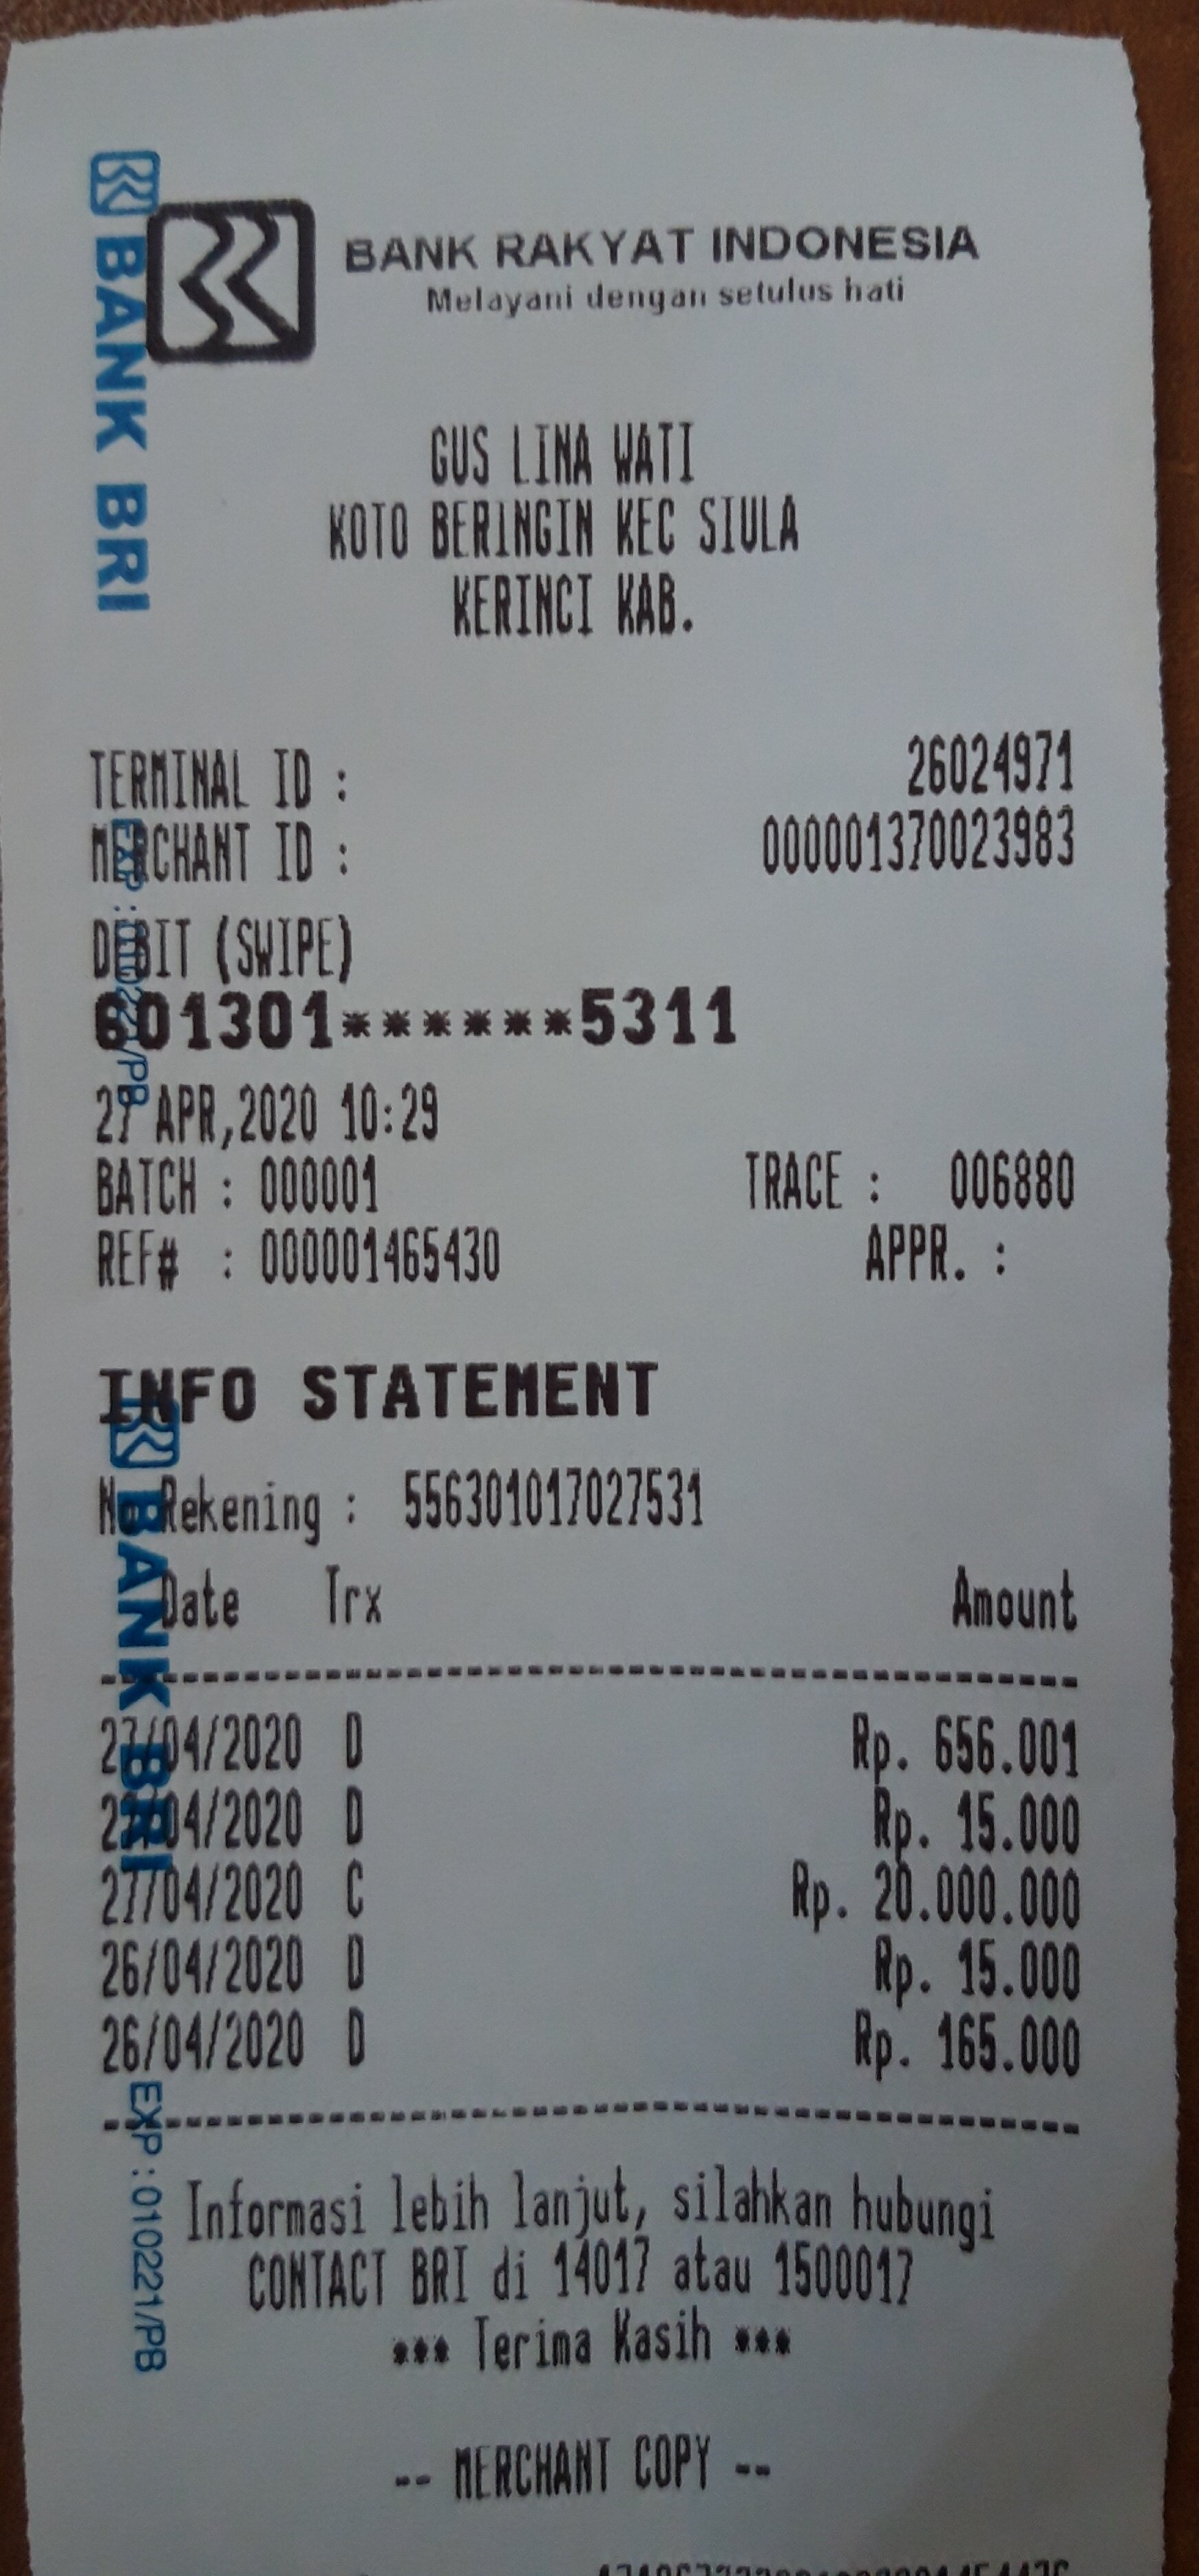 BANK RAKYAT INDONESIA
Melayani dengan setulus hati
BANK BRI
GUS LINA WATI
KOTO BERINGIN KEC SIULA
KERINCI KAB.
TERMINAL ID : 26024971
MERCHANT ID : 000001370023983
DEBIT (SWIPE)
601301******5311
EXP : 010221/PB
27 APR,2020 10:29
BATCH : 000001 TRACE : 006880
REF# : 000001465430 APPR. :
INFO STATEMENT
No Rekening : 556301017027531
BANK BRI
Date Trx Amount
27/04/2020 D Rp. 656.001
27/04/2020 D Rp. 15.000
27/04/2020 C Rp. 20.000.000
26/04/2020 D Rp. 15.000
26/04/2020 D Rp. 165.000
EXP : 010221/PB
Informasi lebih lanjut, silahkan hubungi
CONTACT BRI di 14017 atau 1500017
*** Terima Kasih ***
-- MERCHANT COPY --